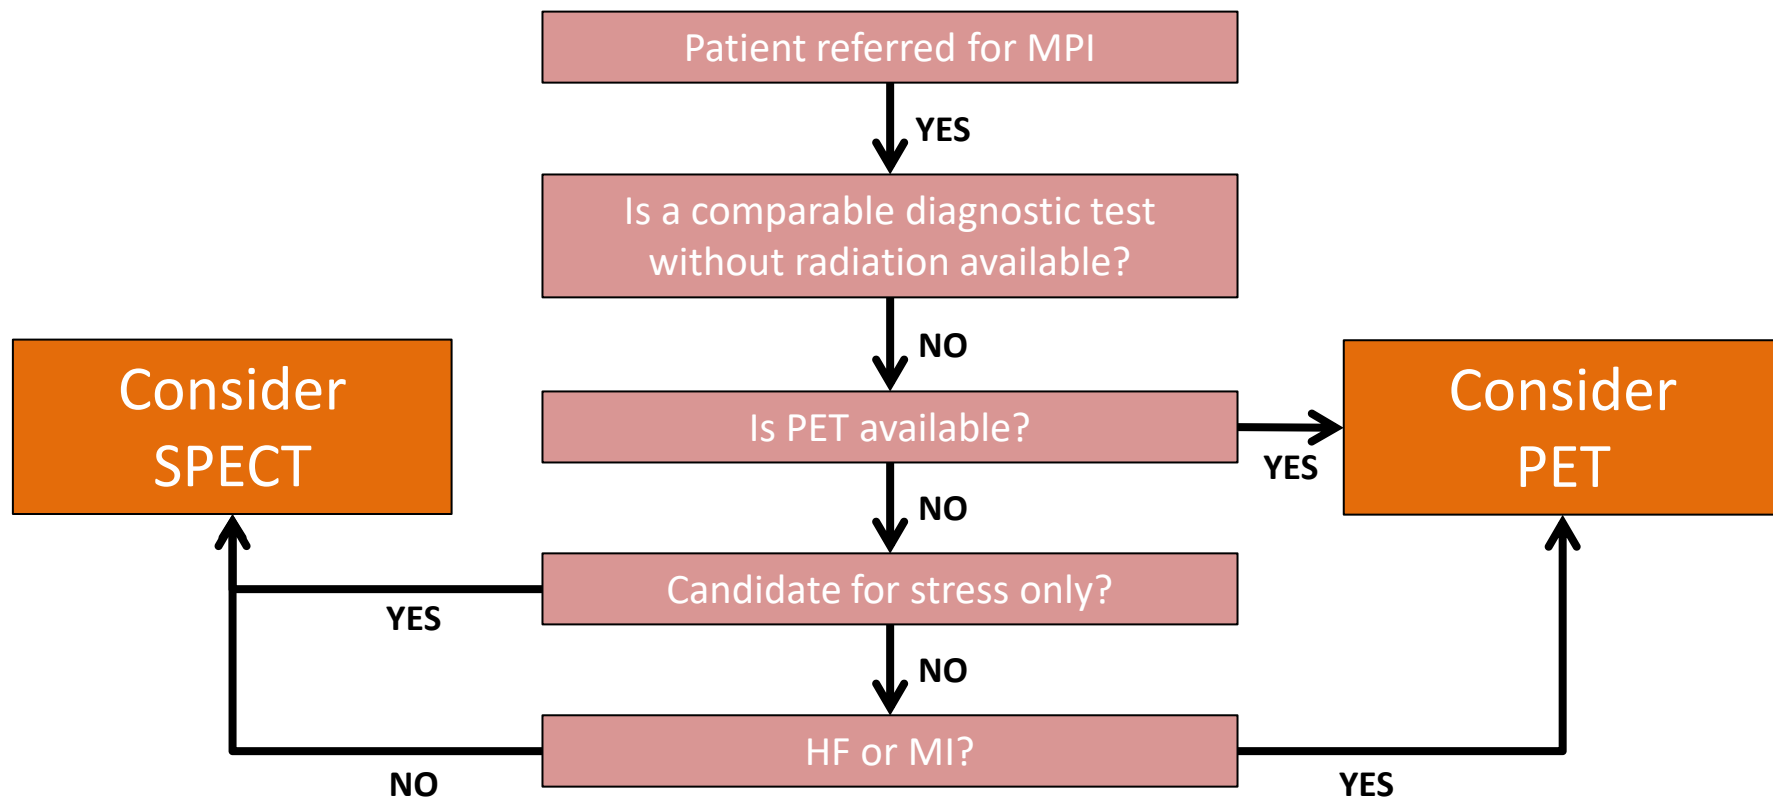 Patient referred for MPI
YES
Is a comparable diagnostic test
without radiation available?
NO
Consider
SPECT
Is PET available?
YES
Consider
PET
NO
Candidate for stress only?
YES
NO
HF or MI?
NO
YES